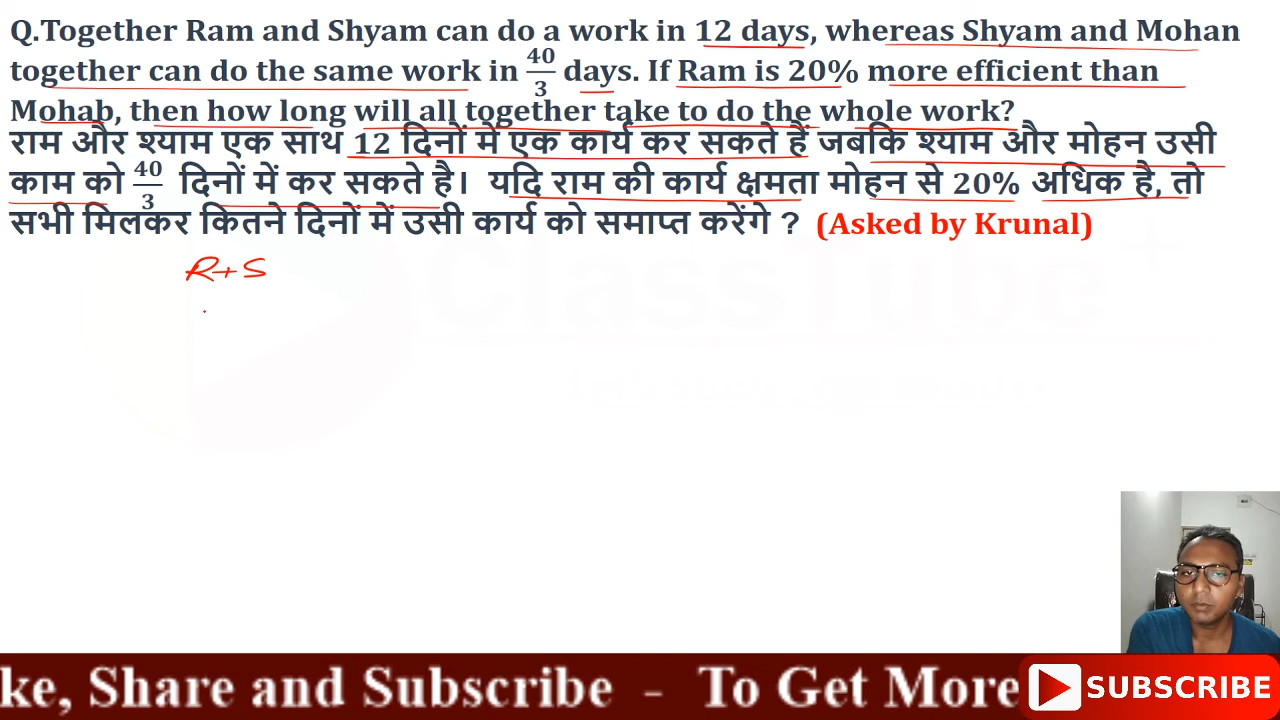 Q.Together Ram and Shyam can do a work in 12 days, whereas Shyam and Mohan
together can do the same work in 40/3 days. If Ram is 20% more efficient than
Mohab, then how long will all together take to do the whole work?
राम और श्याम एक साथ 12 दिनों में एक कार्य कर सकते हैं जबकि श्याम और मोहन उसी
काम को 40/3 दिनों में कर सकते है। यदि राम की कार्य क्षमता मोहन से 20% अधिक है, तो
सभी मिलकर कितने दिनों में उसी कार्य को समाप्त करेंगे ? (Asked by Krunal)
R+S
ClassTube+
ke, Share and Subscribe - To Get More
SUBSCRIBE